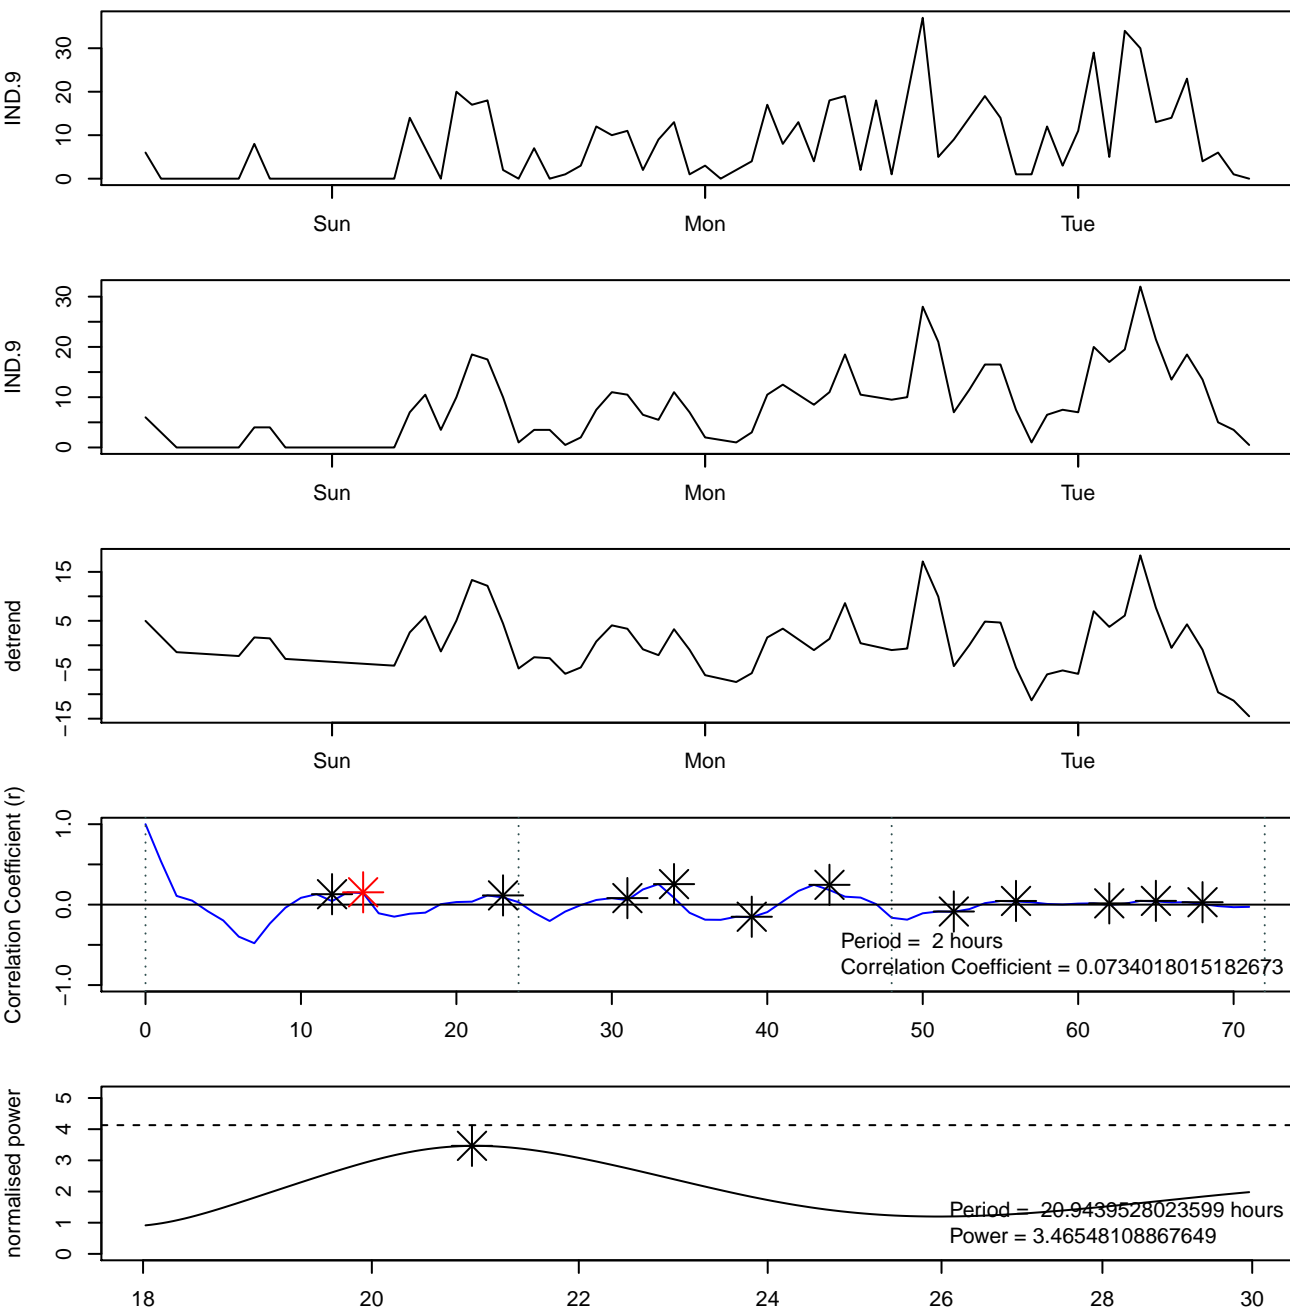 IND.9
0 10 20 30
Sun Mon Tue
IND.9
0 10 20 30
Sun Mon Tue
detrend
−15 −5 5 15
Sun Mon Tue
Correlation Coefficient (r)
−1.0 0.0 1.0
Period =  2 hours
Correlation Coefficient = 0.0734018015182673
0 10 20 30 40 50 60 70
normalised power
0 1 2 3 4 5
Period =  20.9439528023599 hours
Power = 3.46548108867649
18 20 22 24 26 28 30